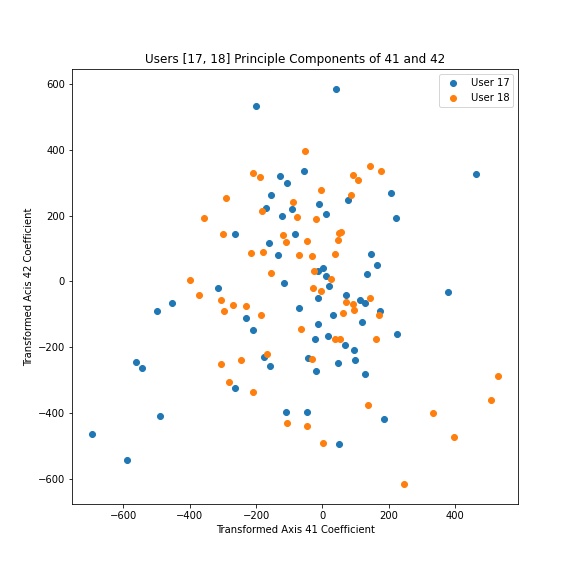 Users [17, 18] Principle Components of 41 and 42
User 17
User 18
Transformed Acis 42 Coefficient
600
400
200
0
−200
−400
−600
−600
−400
−200
0
200
400
Transformed Axis 41 Coefficient